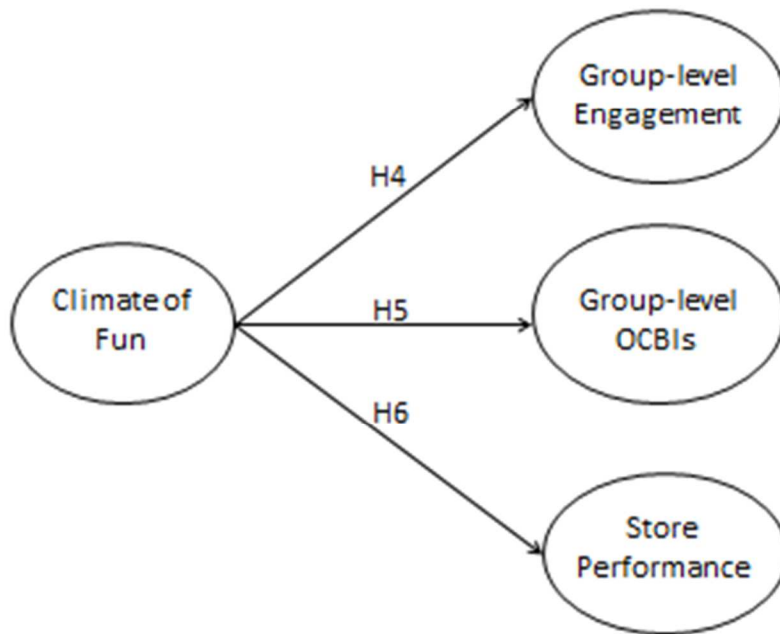 Group-level
Engagement
H4
Climate of
Fun
H5
Group-level
OCBIs
H6
Store
Performance